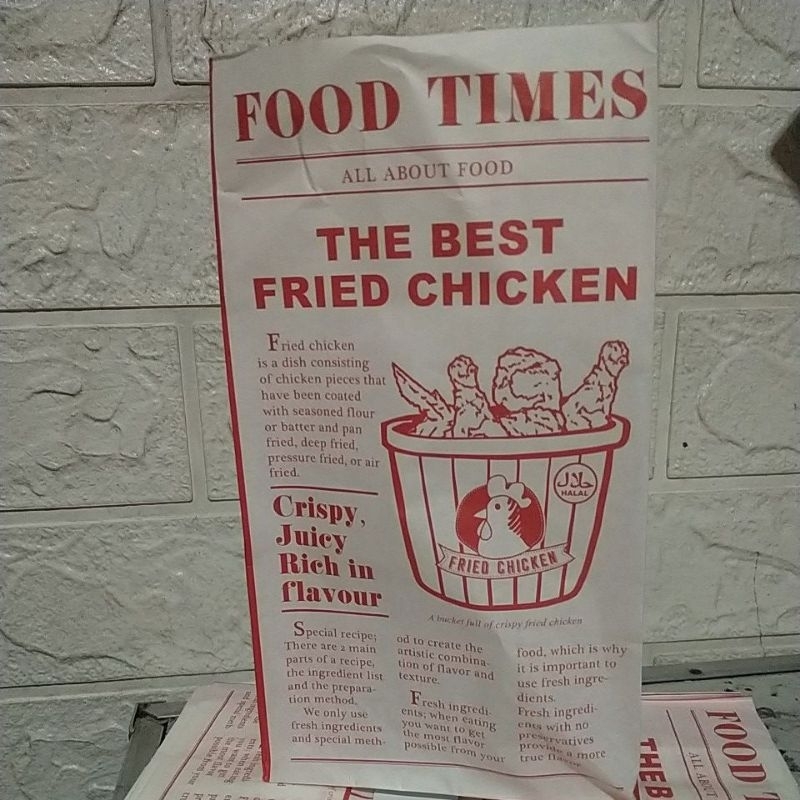 FOOD TIMES
ALL ABOUT FOOD
THE BEST
FRIED CHICKEN
Fried chicken
is a dish consisting
of chicken pieces that
have been coated
with seasoned flour
or batter and pan
fried, deep fried,
pressure fried, or air
fried.
Crispy,
Juicy
Rich in
flavour
حلال
HALAL
FRIED CHICKEN
A bucket full of crispy fried chicken
Special recipe;
There are 2 main
parts of a recipe,
the ingredient list
and the prepara-
tion method.
We only use
fresh ingredients
and special meth-
od to create the
artistic combina-
tion of flavor and
texture.
Fresh ingredi-
ents; when eating
you want to get
the most flavor
possible from your
food, which is why
it is important to
use fresh ingre-
dients.
Fresh ingredi-
ents with no
preservatives
provide a more
true flavor.
FOOD
ALL ABOUT
THE B